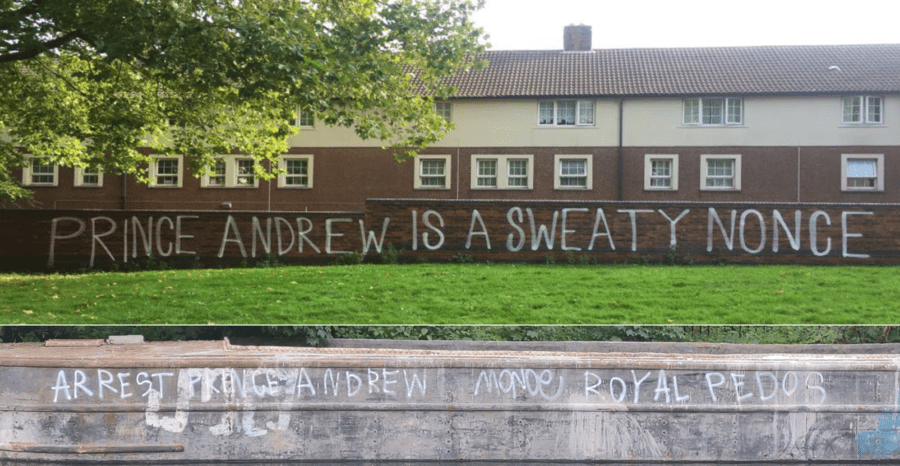 PRINCE ANDREW IS A SWEATY NONCE
ARREST PRINCE ANDREW ROYAL PEDOS